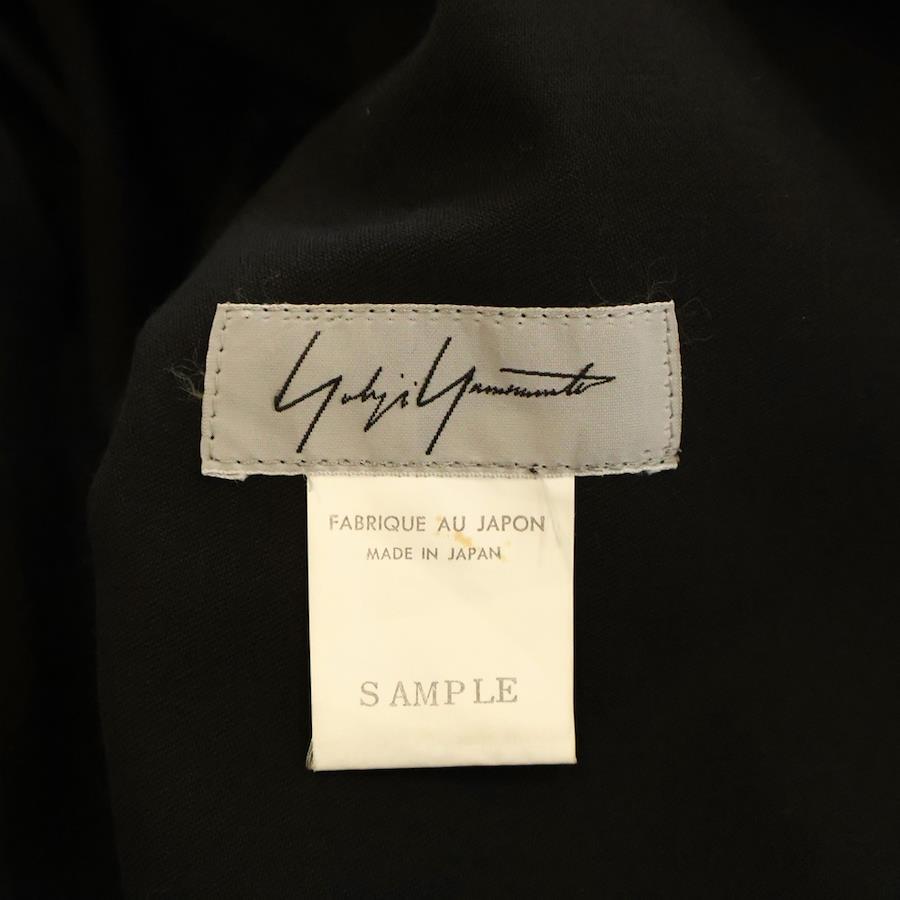 Yohji Yamamoto
FABRIQUE AU JAPON
MADE IN JAPAN
SAMPLE